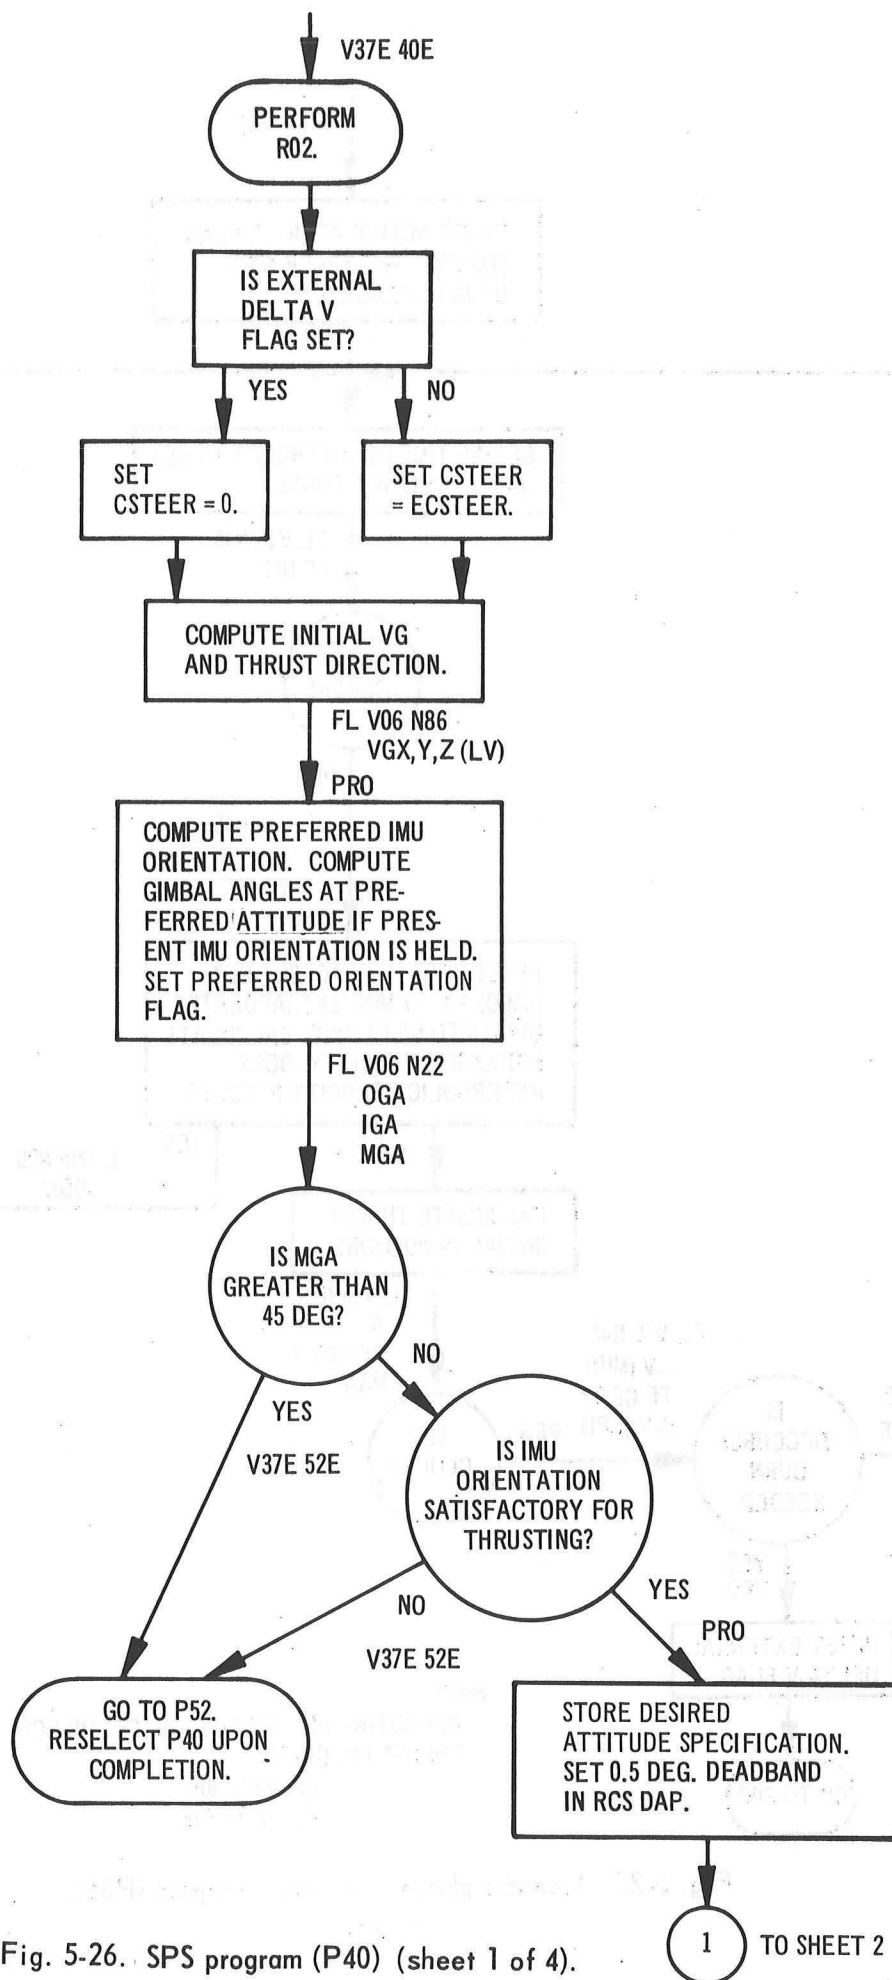 V37E 40E
PERFORM
R02.
IS EXTERNAL
DELTA V
FLAG SET?
YES
NO
SET
CSTEER = 0.
SET CSTEER
= ECSTEER.
COMPUTE INITIAL VG
AND THRUST DIRECTION.
FL V06 N86
VGX,Y,Z (LV)
PRO
COMPUTE PREFERRED IMU
ORIENTATION. COMPUTE
GIMBAL ANGLES AT PRE-
FERRED ATTITUDE IF PRES-
ENT IMU ORIENTATION IS HELD.
SET PREFERRED ORIENTATION
FLAG.
FL V06 N22
OGA
IGA
MGA
IS MGA
GREATER THAN
45 DEG?
NO
YES
V37E 52E
IS IMU
ORIENTATION
SATISFACTORY FOR
THRUSTING?
NO
V37E 52E
YES
PRO
GO TO P52.
RESELECT P40 UPON
COMPLETION.
STORE DESIRED
ATTITUDE SPECIFICATION.
SET 0.5 DEG. DEADBAND
IN RCS DAP.
1 TO SHEET 2
Fig. 5-26. SPS program (P40) (sheet 1 of 4).